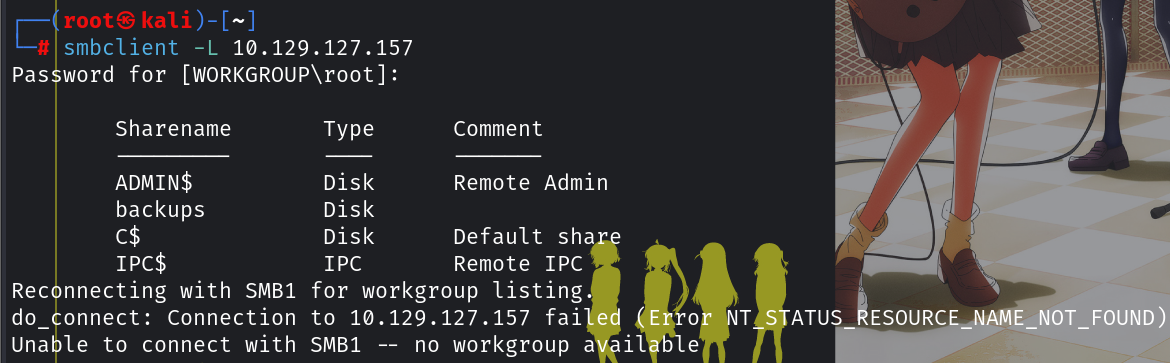 ┌──(root㉿kali)-[~]
└─# smbclient -L 10.129.127.157
Password for [WORKGROUP\root]:
Sharename Type Comment
--------- ---- -------
ADMIN$ Disk Remote Admin
backups Disk
C$ Disk Default share
IPC$ IPC Remote IPC
Reconnecting with SMB1 for workgroup listing.
do_connect: Connection to 10.129.127.157 failed (Error NT_STATUS_RESOURCE_NAME_NOT_FOUND)
Unable to connect with SMB1 -- no workgroup available